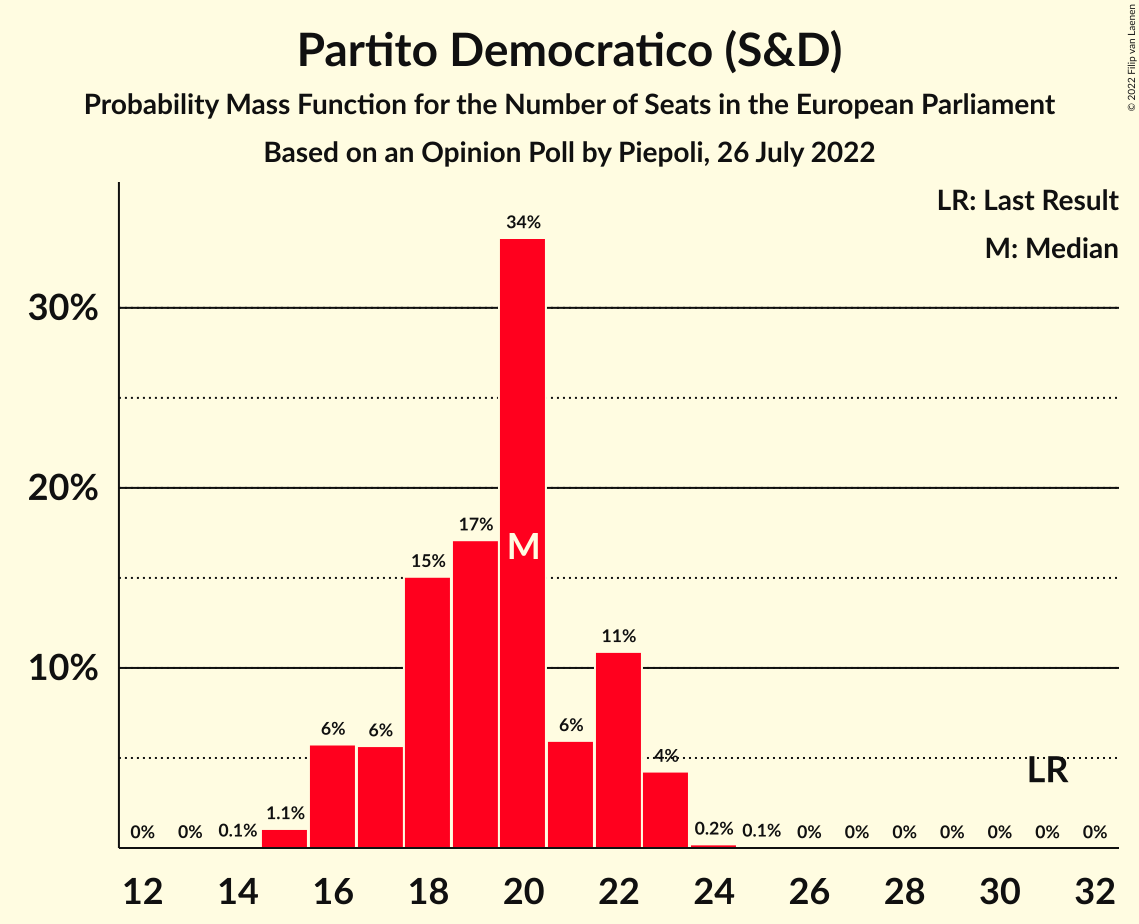 Partito Democratico (S&D)
Probability Mass Function for the Number of Seats in the European Parliament
Based on an Opinion Poll by Piepoli, 26 July 2022
© 2022 Filip van Laenen
LR: Last Result
M: Median
30%
20%
10%
0%
0%
0.1%
1.1%
6%
6%
15%
17%
34%
M
6%
11%
4%
0.2%
0.1%
0%
0%
0%
0%
0%
0%
0%
LR
12 14 16 18 20 22 24 26 28 30 32